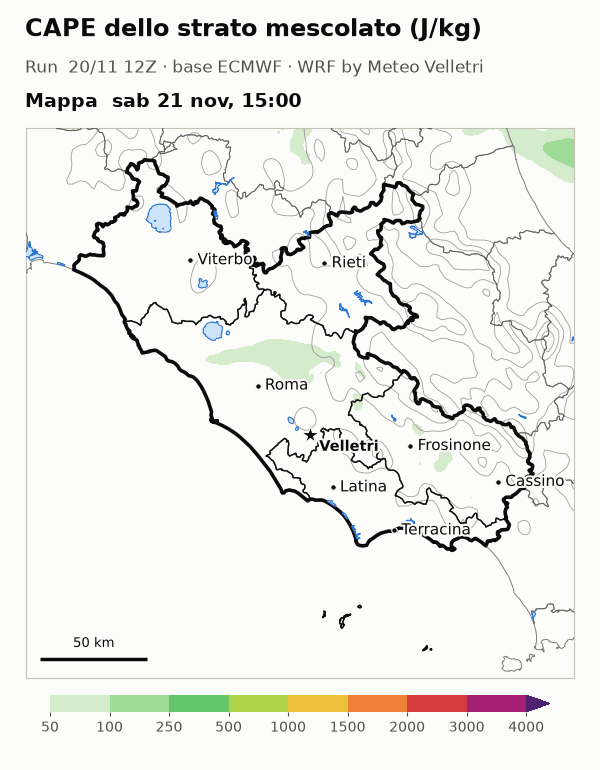 CAPE dello strato mescolato (J/kg)
Run  20/11 12Z · base ECMWF · WRF by Meteo Velletri
Mappa  sab 21 nov, 15:00
Viterbo
Rieti
Roma
Velletri
Frosinone
Cassino
Latina
Terracina
50 km
50 100 250 500 1000 1500 2000 3000 4000